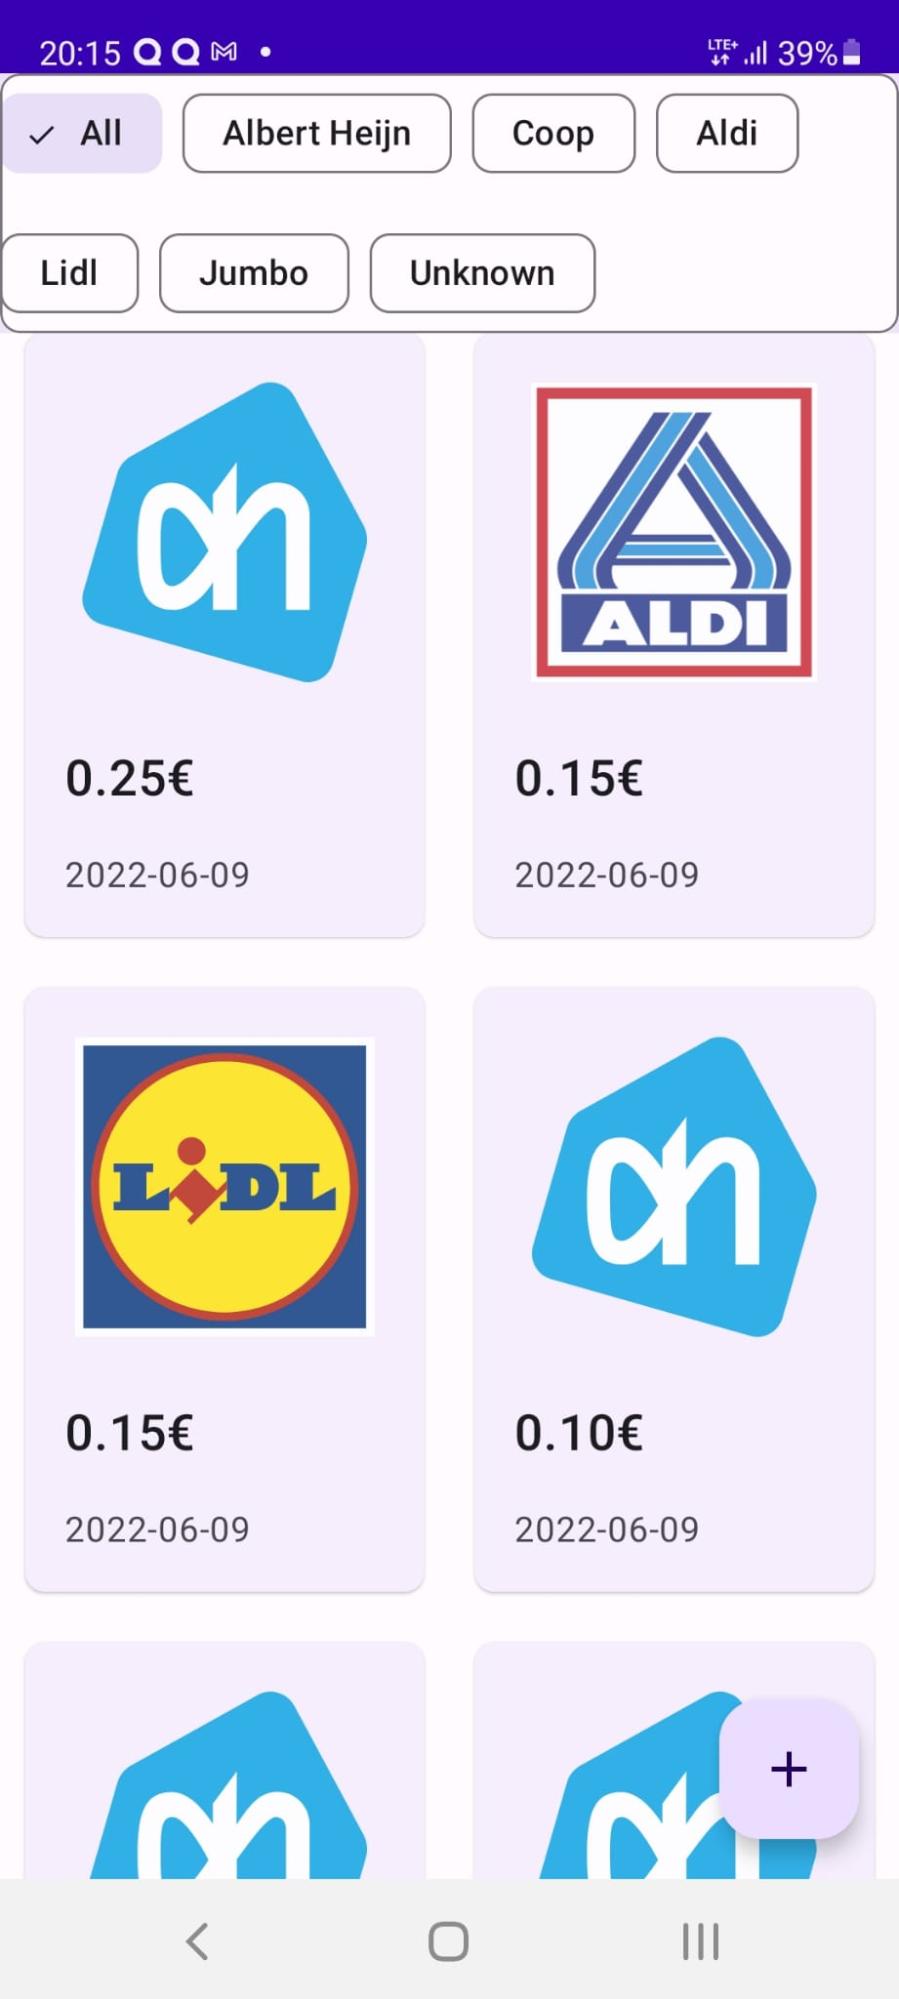 20:15 LTE+ 39%
All Albert Heijn Coop Aldi
Lidl Jumbo Unknown
ah ALDI
0.25€ 0.15€
2022-06-09 2022-06-09
LIDL ah
0.15€ 0.10€
2022-06-09 2022-06-09
ah ah
+